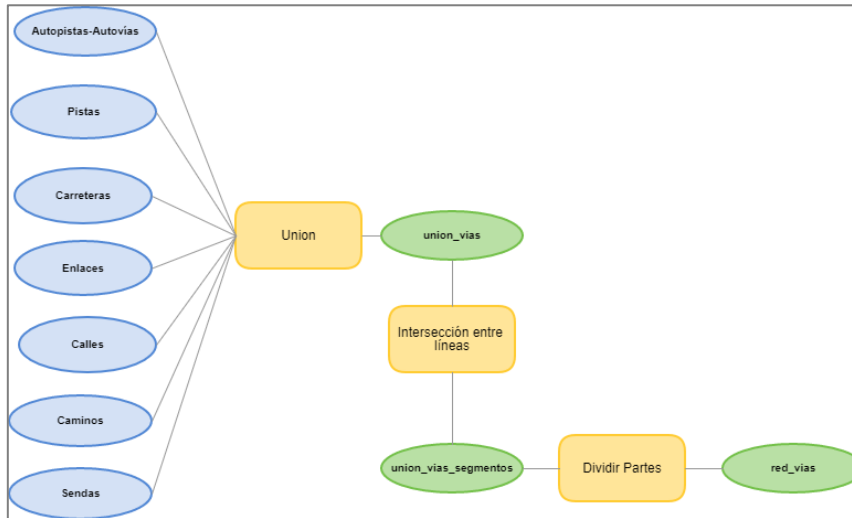 Autopistas-Autovías
Pistas
Carreteras
Enlaces
Calles
Caminos
Sendas
Union
union_vias
Intersección entre
líneas
union_vias_segmentos
Dividir Partes
red_vias